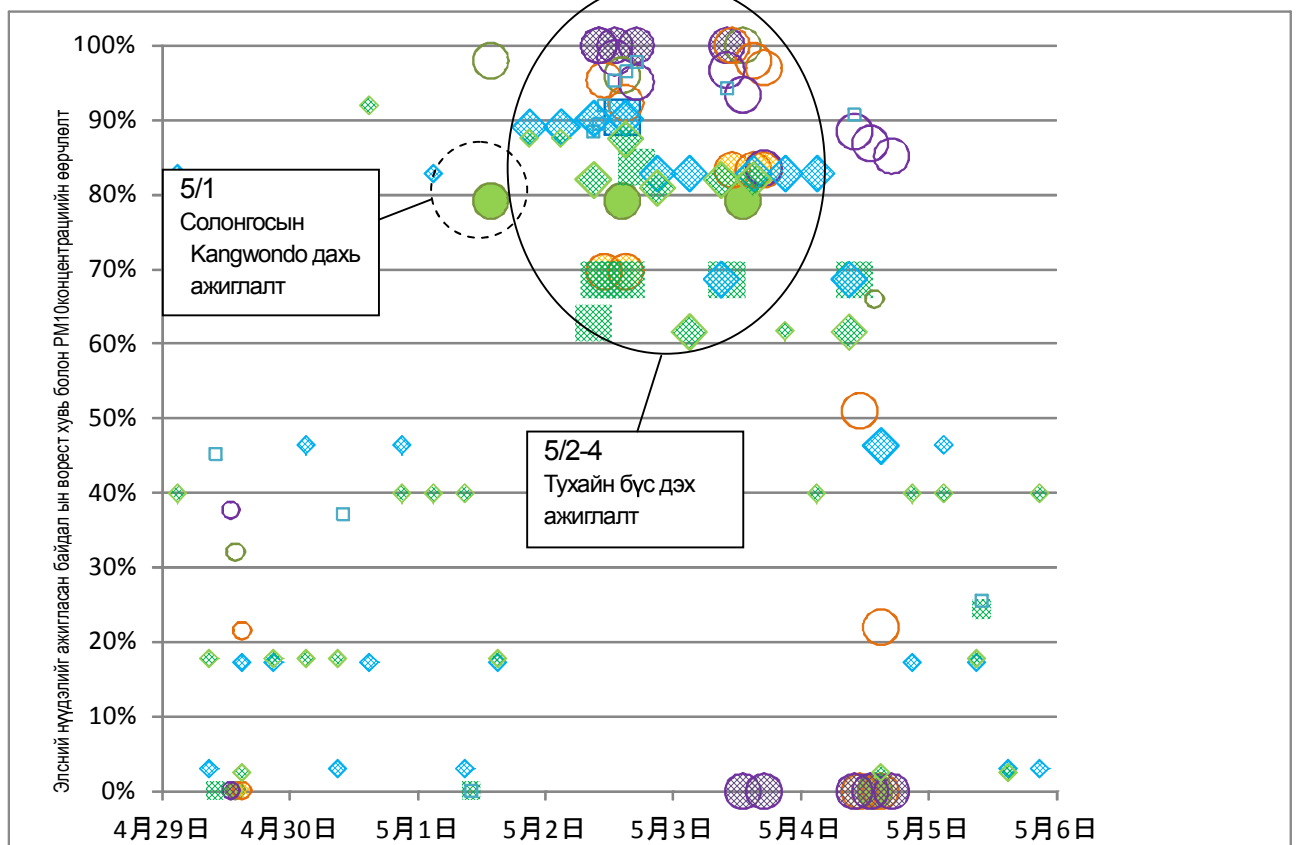 Элсний нүүдэлийг ажигласан байдал ын ворест хувь болон РМ10концентрациийн өөрчлөлт
100%
90%
80%
70%
60%
50%
40%
30%
20%
10%
0%
5/1
Солонгосын
Kangwondo дахь
ажиглалт
5/2-4
Тухайн бүс дэх
ажиглалт
4月29日 4月30日 5月1日 5月2日 5月3日 5月4日 5月5日 5月6日